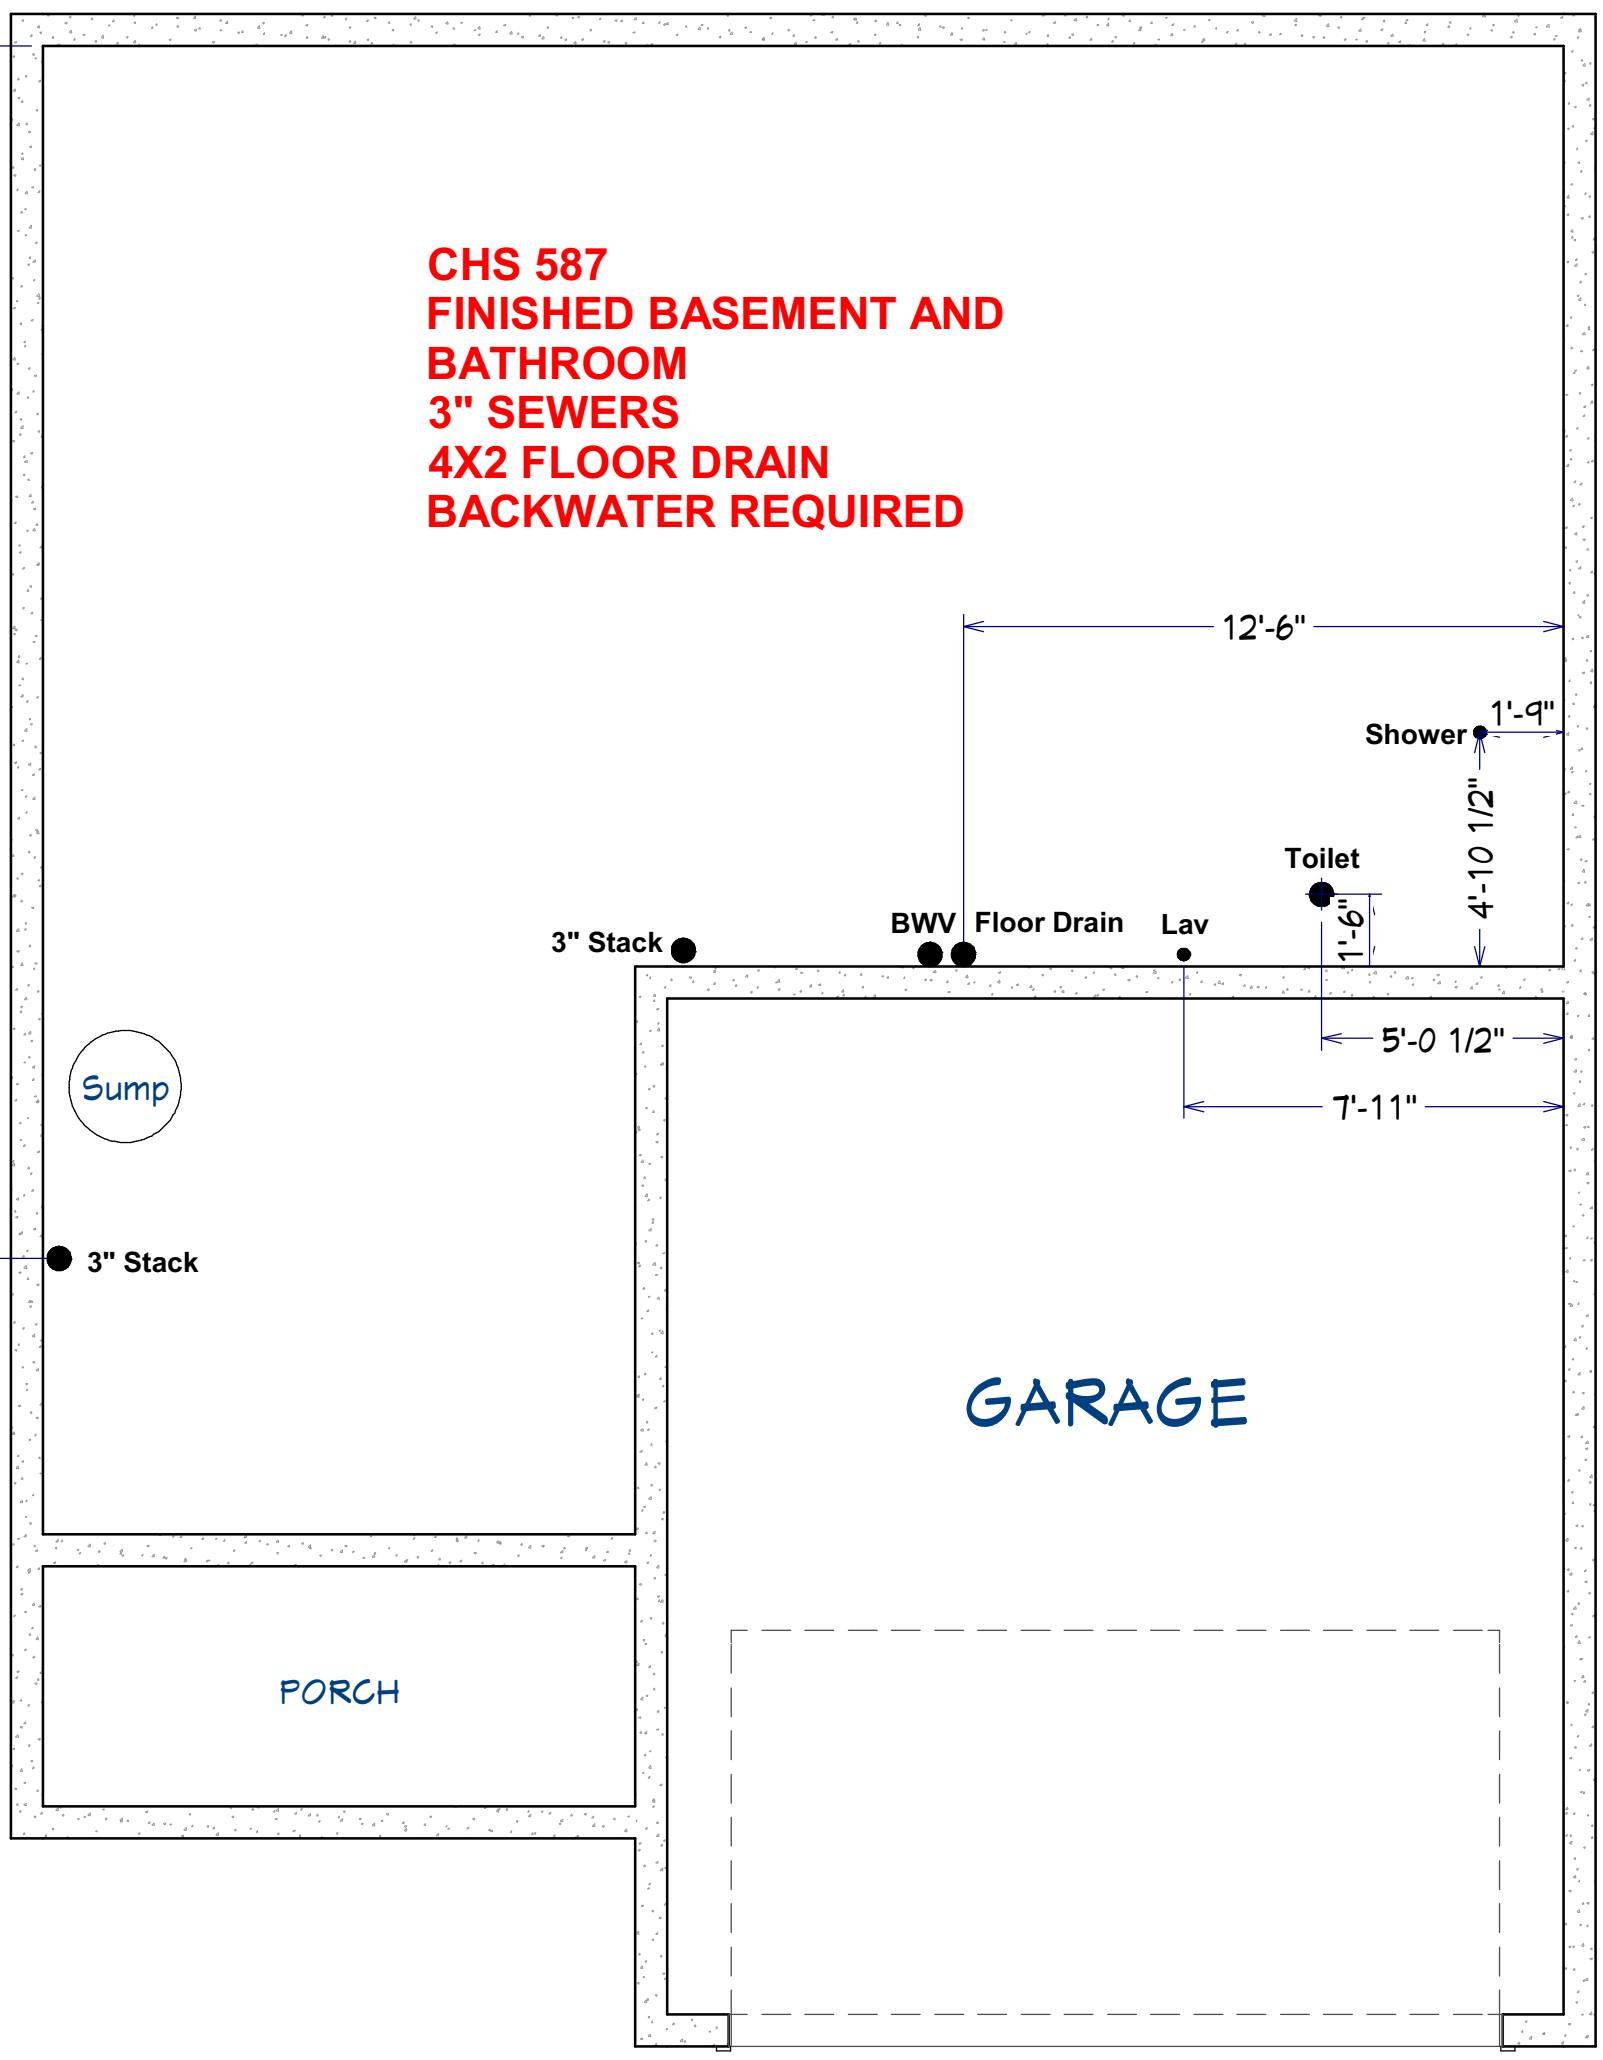 CHS 587
FINISHED BASEMENT AND
BATHROOM
3" SEWERS
4X2 FLOOR DRAIN
BACKWATER REQUIRED
12'-6"
1'-9"
Shower
4'-10 1/2"
Toilet
1'-6"
3" Stack
BWV
Floor Drain
Lav
5'-0 1/2"
Sump
7'-11"
3" Stack
GARAGE
PORCH